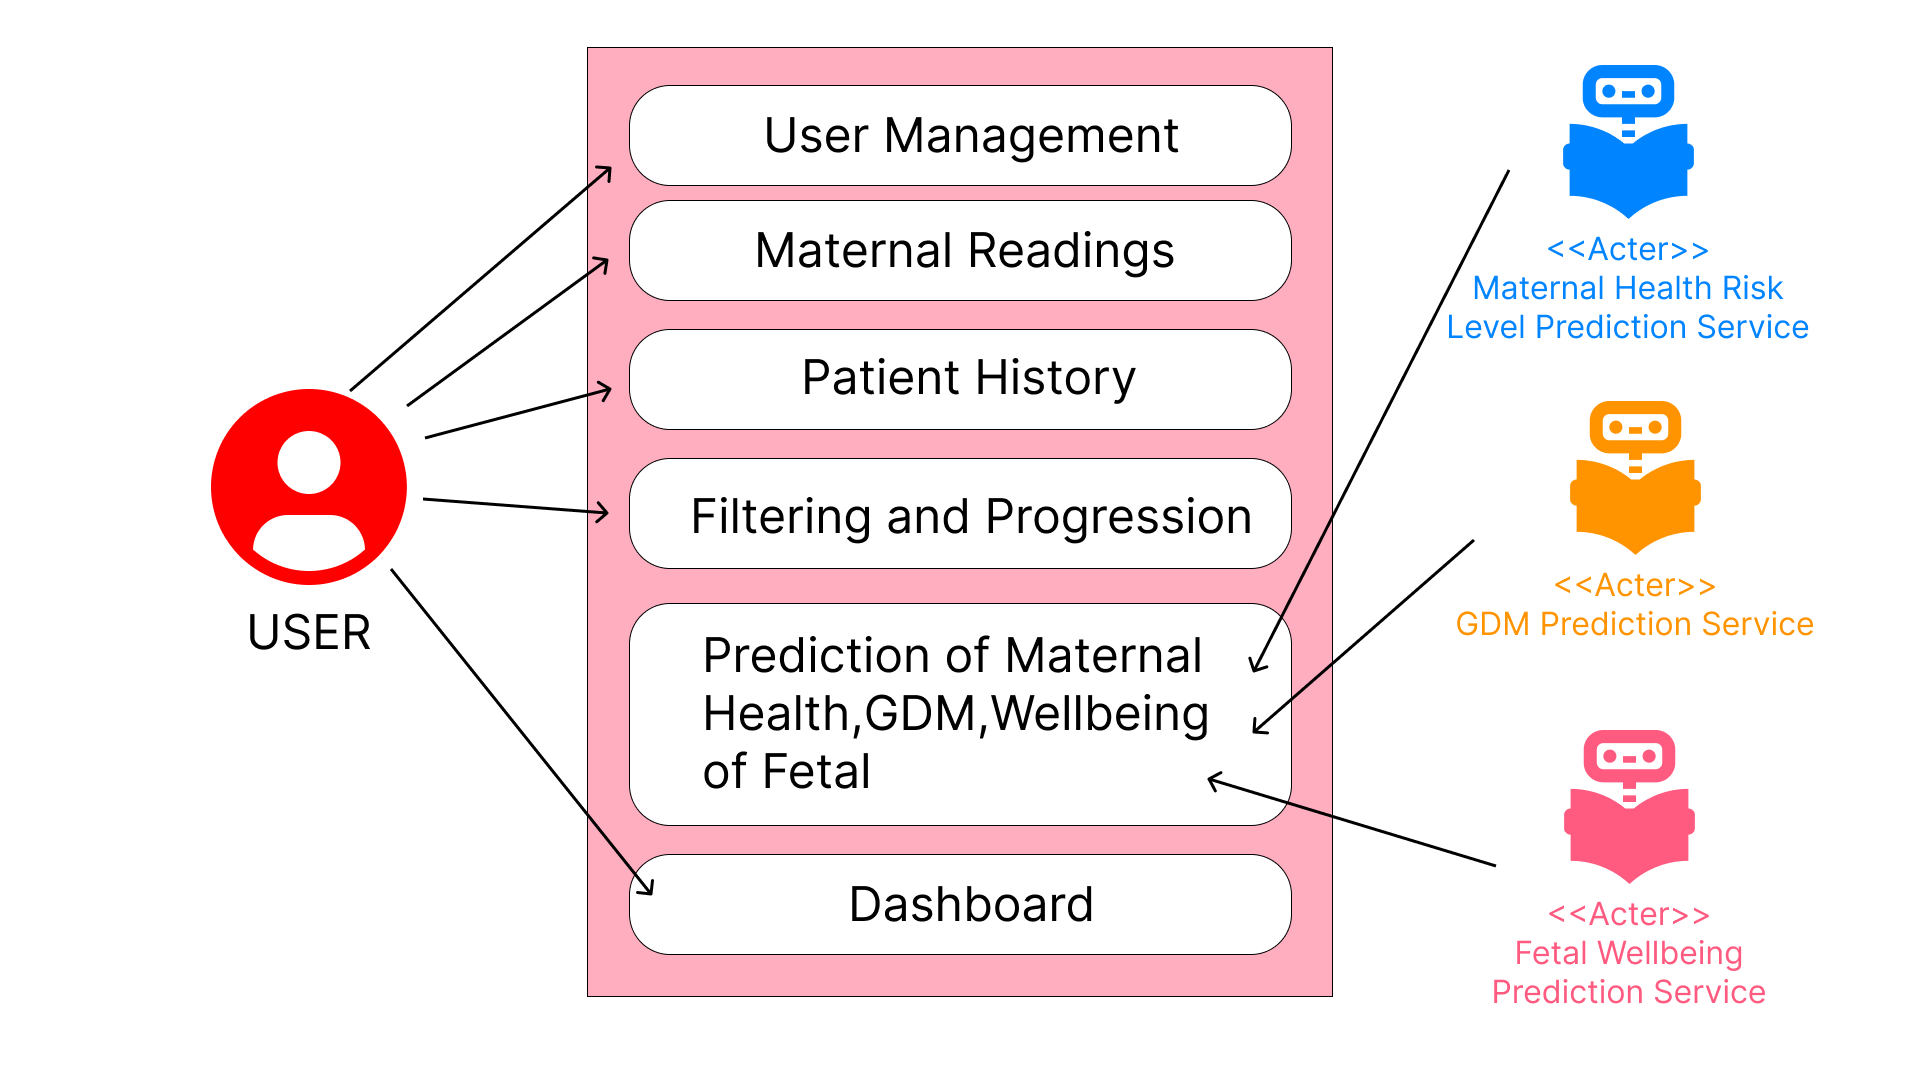 User Management
Maternal Readings
Patient History
Filtering and Progression
Prediction of Maternal
Health,GDM,Wellbeing
of Fetal
Dashboard
USER
<<Acter>>
Maternal Health Risk
Level Prediction Service
<<Acter>>
GDM Prediction Service
<<Acter>>
Fetal Wellbeing
Prediction Service